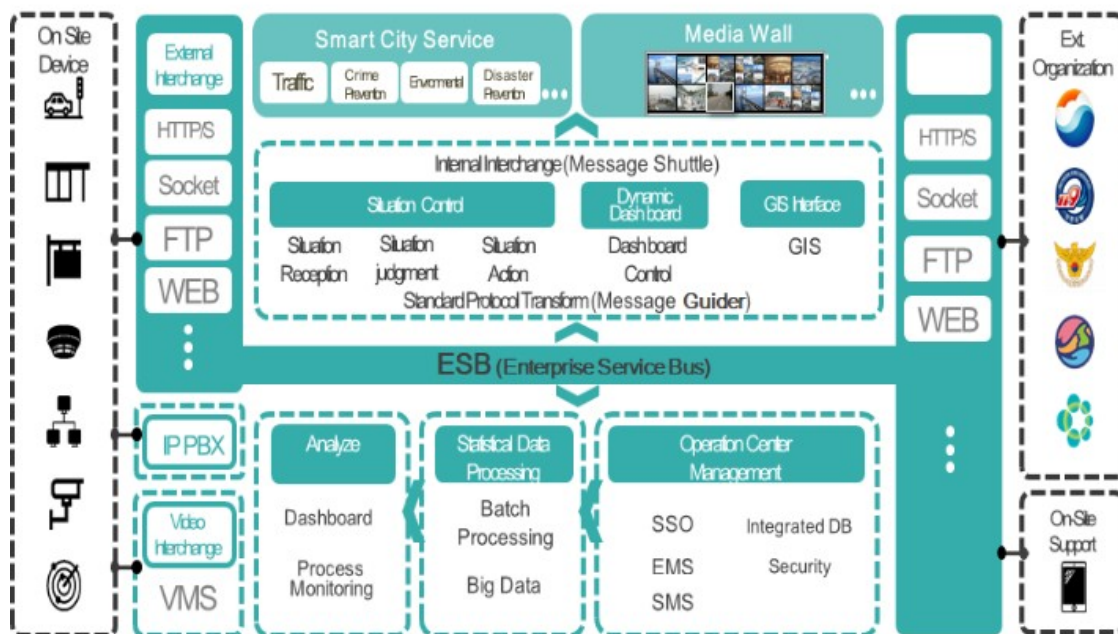 On Site
Device
External
Interchange
HTTP/S
Socket
FTP
WEB
IP PBX
Video
Interchange
VMS
Smart City Service
Traffic
Crime
Prevention
Enviormental
Disaster
Prevention
Media Wall
Internal Interchange (Message Shuttle)
Situation Control
Situation
Reception
Situation
judgment
Situation
Action
Dynamic
Dashboard
Dashboard
Control
GIS Interface
GIS
Standard Protocol Transform (Message Guider)
ESB (Enterprise Service Bus)
Analyze
Dashboard
Process
Monitoring
Statistical Data
Processing
Batch
Processing
Big Data
Operation Center
Management
SSO
EMS
SMS
Integrated DB
Security
HTTP/S
Socket
FTP
WEB
Ext.
Organization
On-Site
Support